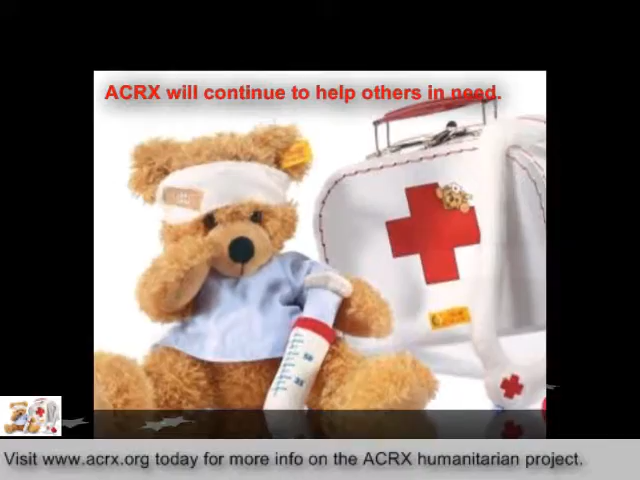 ACRX will continue to help others in need.
Visit www.acrx.org today for more info on the ACRX humanitarian project.